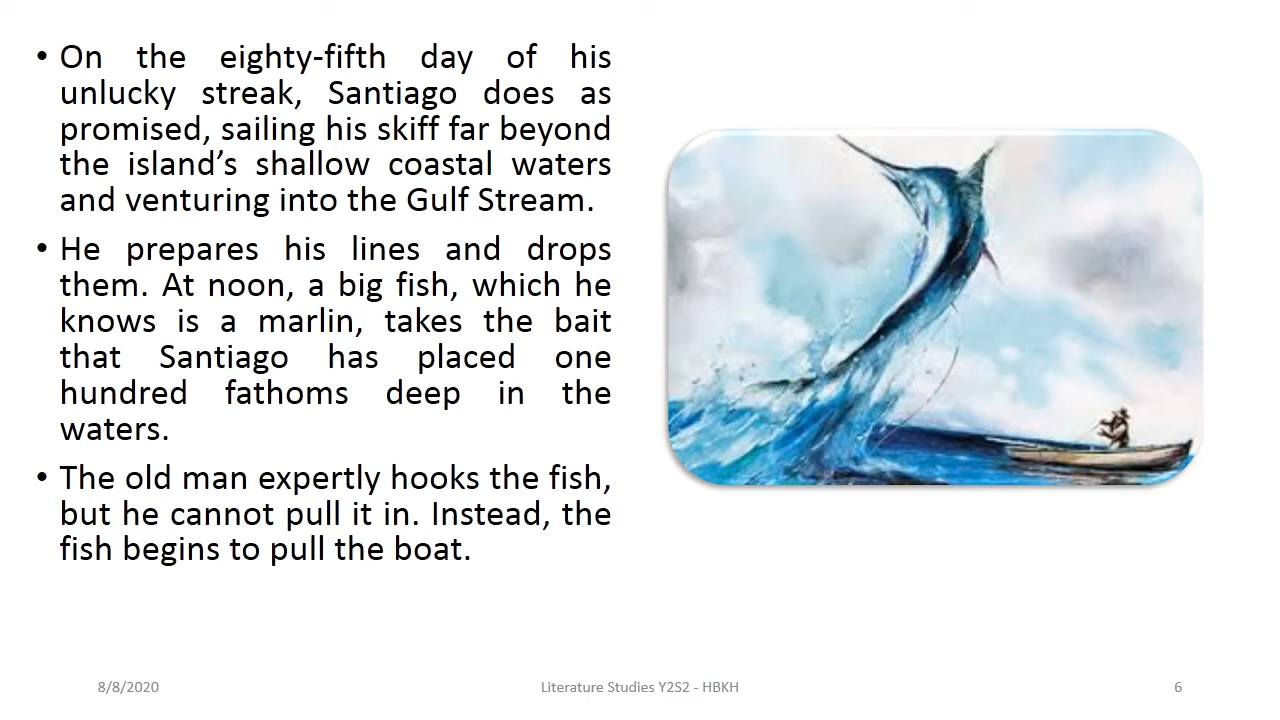 • On the eighty-fifth day of his
unlucky streak, Santiago does as
promised, sailing his skiff far beyond
the island’s shallow coastal waters
and venturing into the Gulf Stream.
• He prepares his lines and drops
them. At noon, a big fish, which he
knows is a marlin, takes the bait
that Santiago has placed one
hundred fathoms deep in the
waters.
• The old man expertly hooks the fish,
but he cannot pull it in. Instead, the
fish begins to pull the boat.
8/8/2020
Literature Studies Y2S2 - HBKH
6